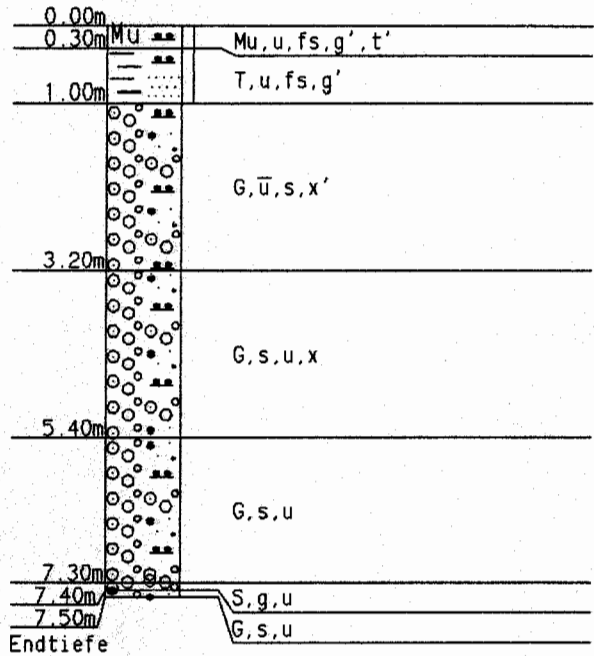 0.00m
Mu
0.30m
Mu,u,fs,g',t'
T,u,fs,g'
1.00m
G,u̅,s,x'
3.20m
G,s,u,x
5.40m
G,s,u
7.30m
7.40m
S,g,u
7.50m
G,s,u
Endtiefe